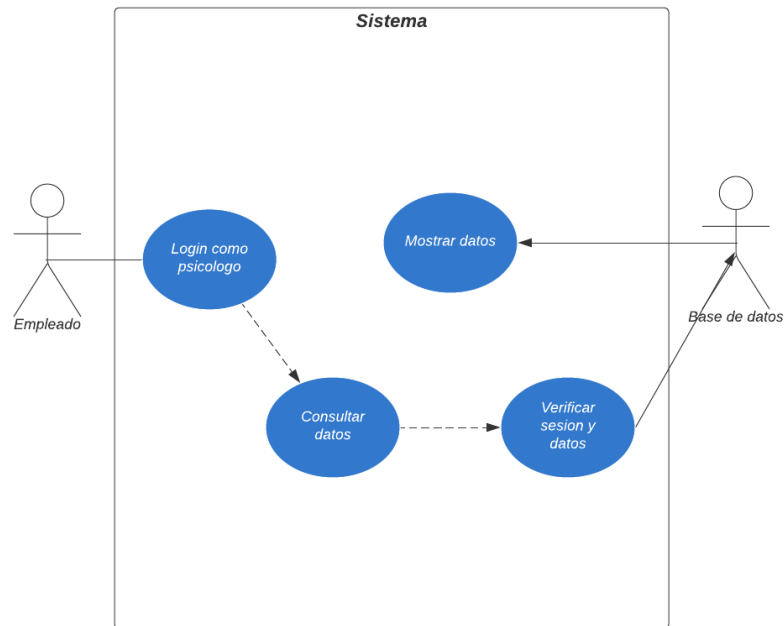 Sistema
Login como
psicologo
Mostrar datos
Empleado
Base de datos
Consultar
datos
Verificar
sesion y
datos